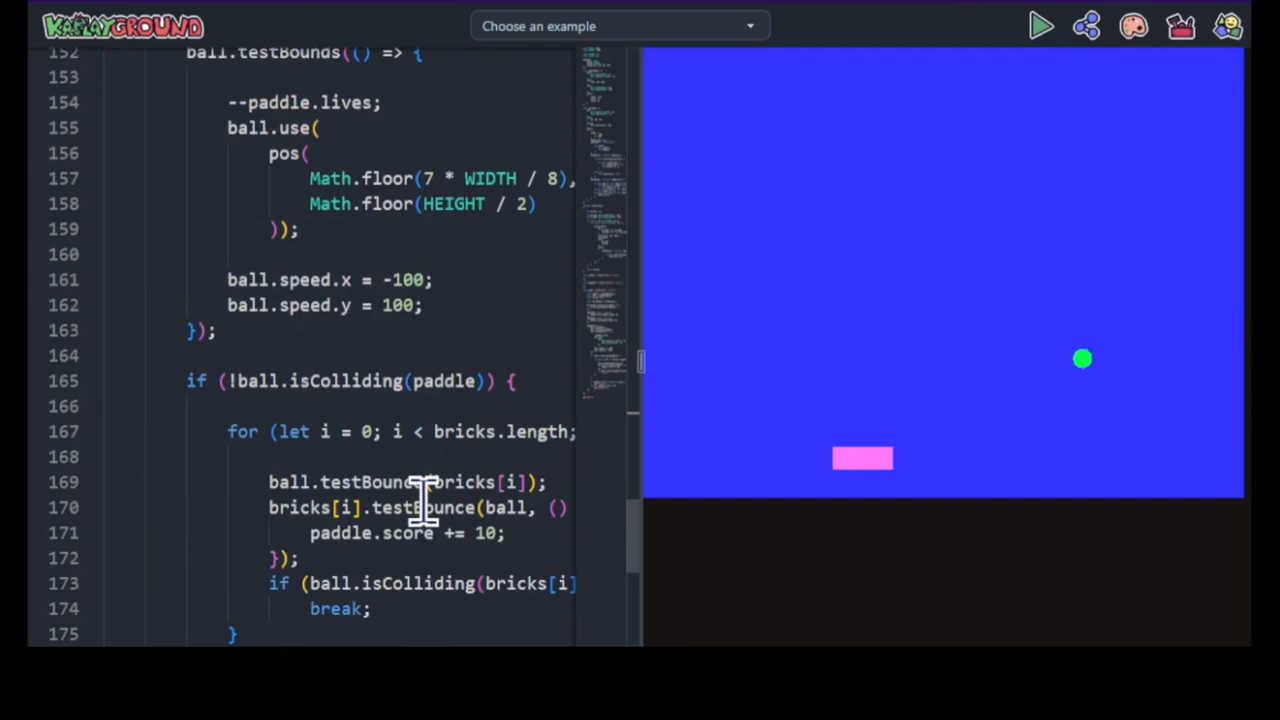 KAPLAYGROUND
Choose an example
152 ball.testBounds(() => {
153
154 --paddle.lives;
155 ball.use(
156 pos(
157 Math.floor(7 * WIDTH / 8),
158 Math.floor(HEIGHT / 2)
159 ));
160
161 ball.speed.x = -100;
162 ball.speed.y = 100;
163 });
164
165 if (!ball.isColliding(paddle)) {
166
167 for (let i = 0; i < bricks.length;
168
169 ball.testBounce(bricks[i]);
170 bricks[i].testBounce(ball, ()
171 paddle.score += 10;
172 });
173 if (ball.isColliding(bricks[i]
174 break;
175 }